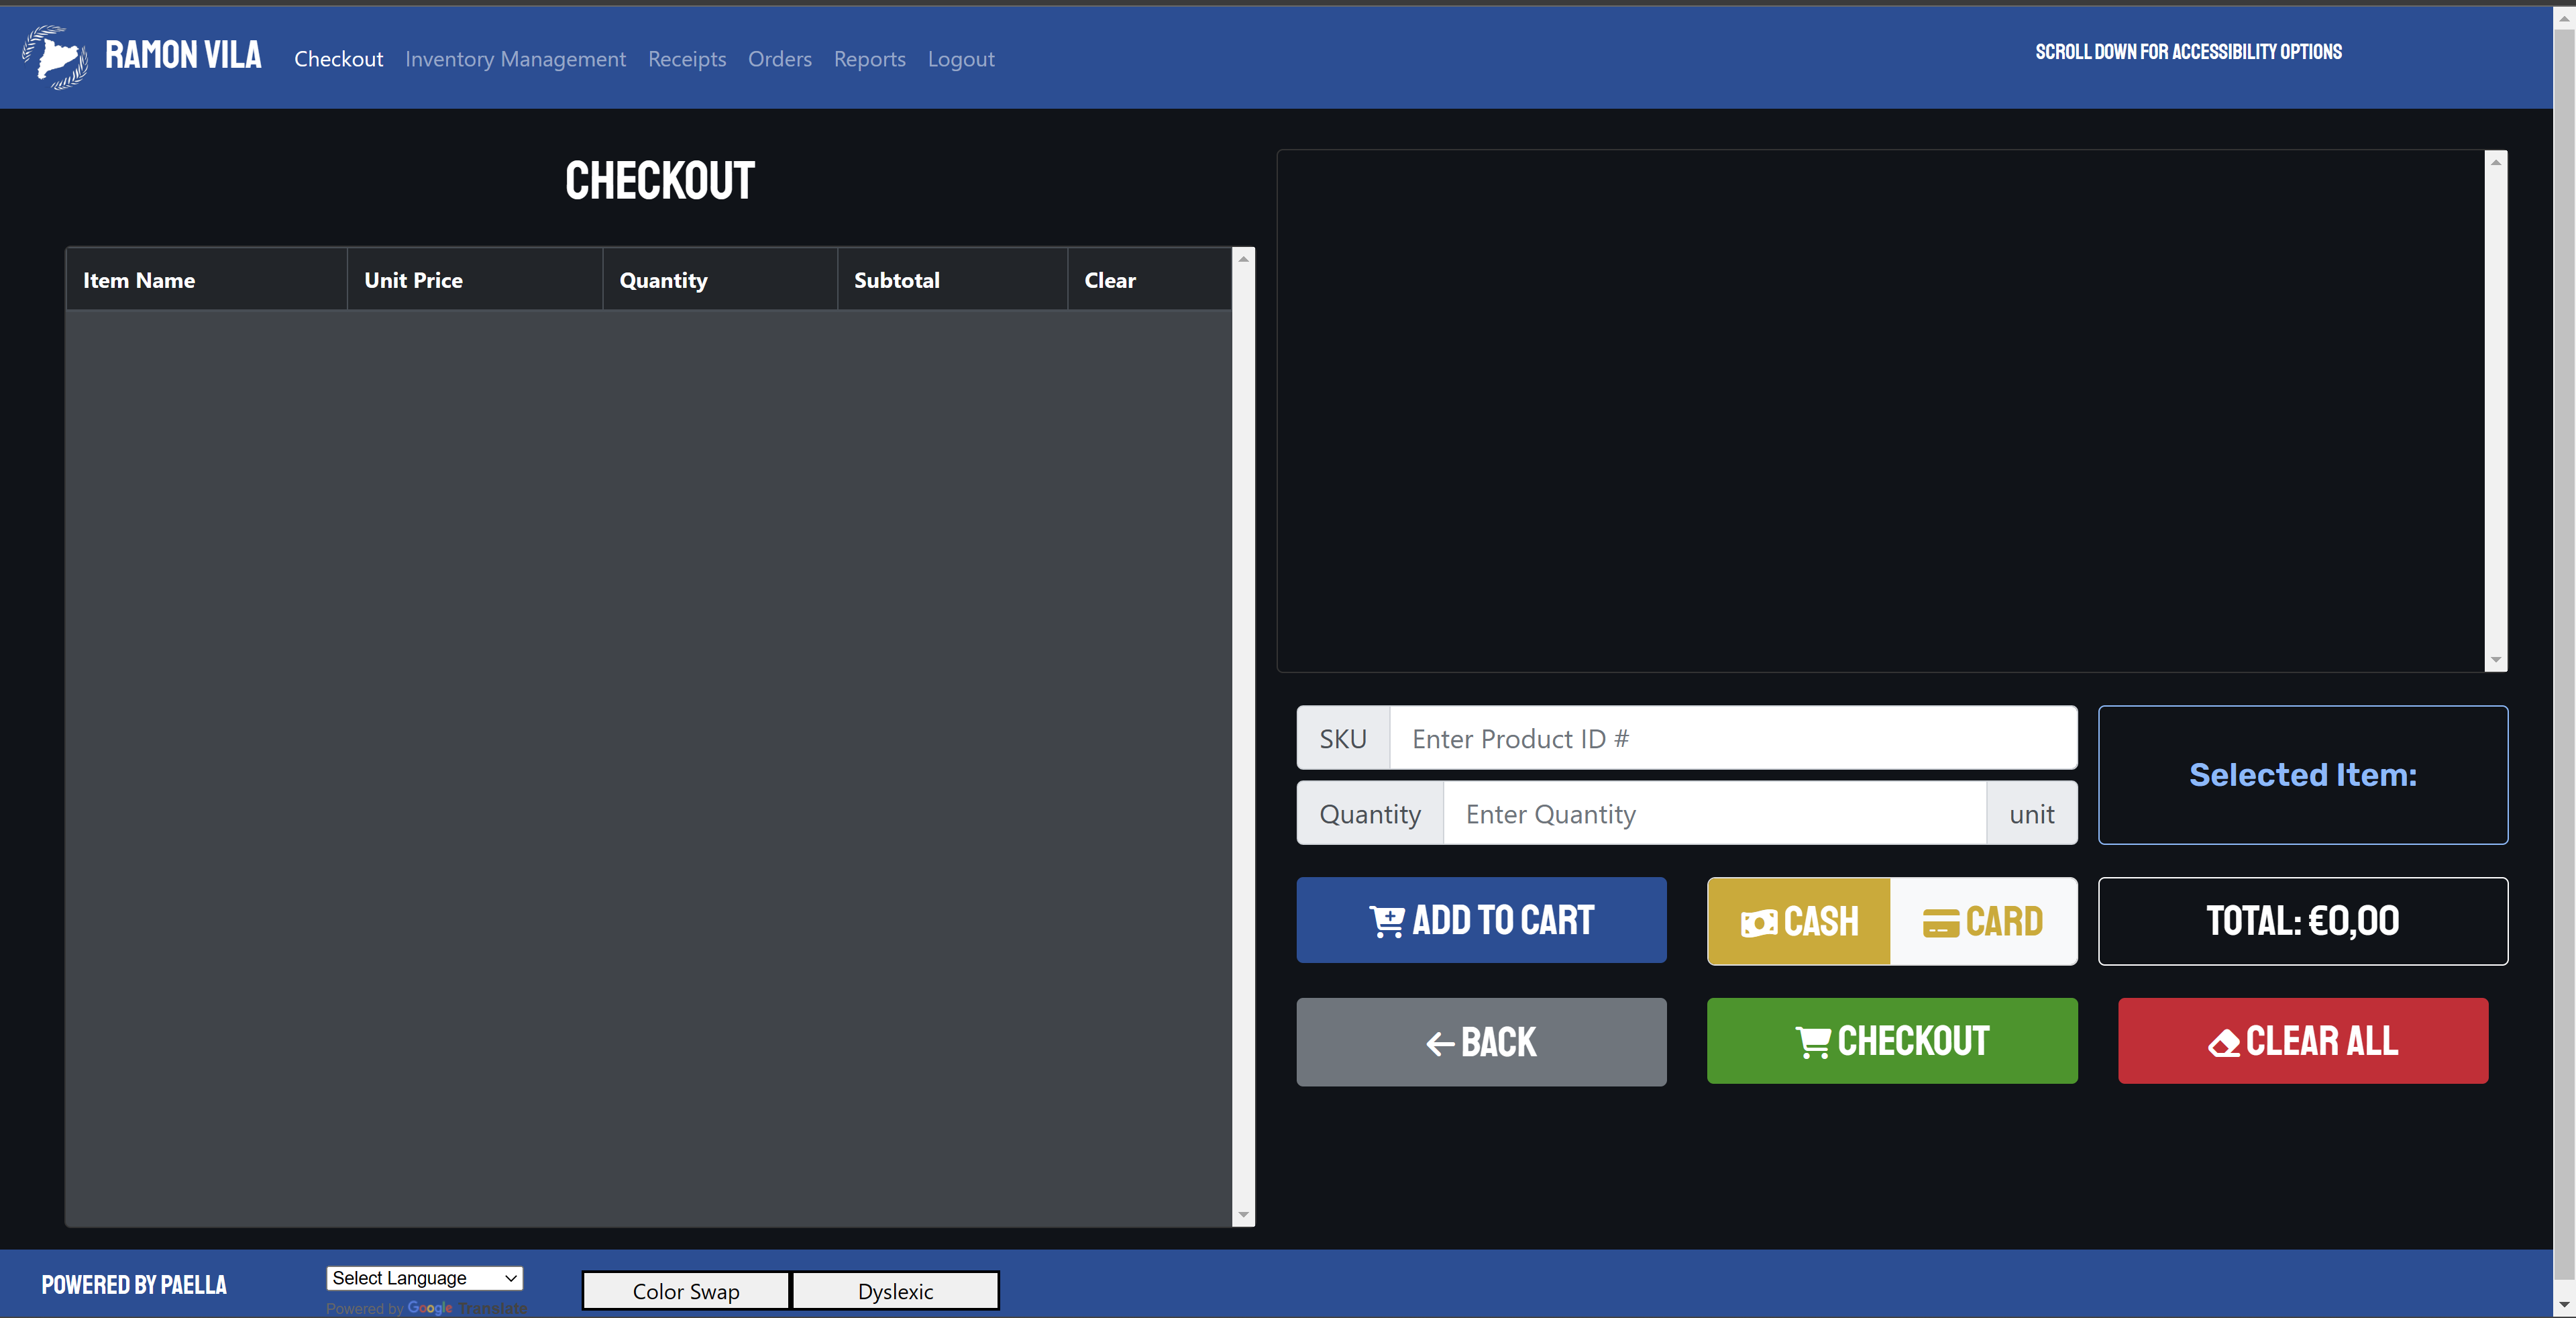 RAMON VILA Checkout Inventory Management Receipts Orders Reports Logout SCROLL DOWN FOR ACCESSIBILITY OPTIONS
CHECKOUT
Item Name Unit Price Quantity Subtotal Clear
SKU Enter Product ID #
Quantity Enter Quantity unit
Selected Item:
ADD TO CART CASH CARD TOTAL: €0,00
BACK CHECKOUT CLEAR ALL
POWERED BY PAELLA Select Language Color Swap Dyslexic
Powered by Google Translate